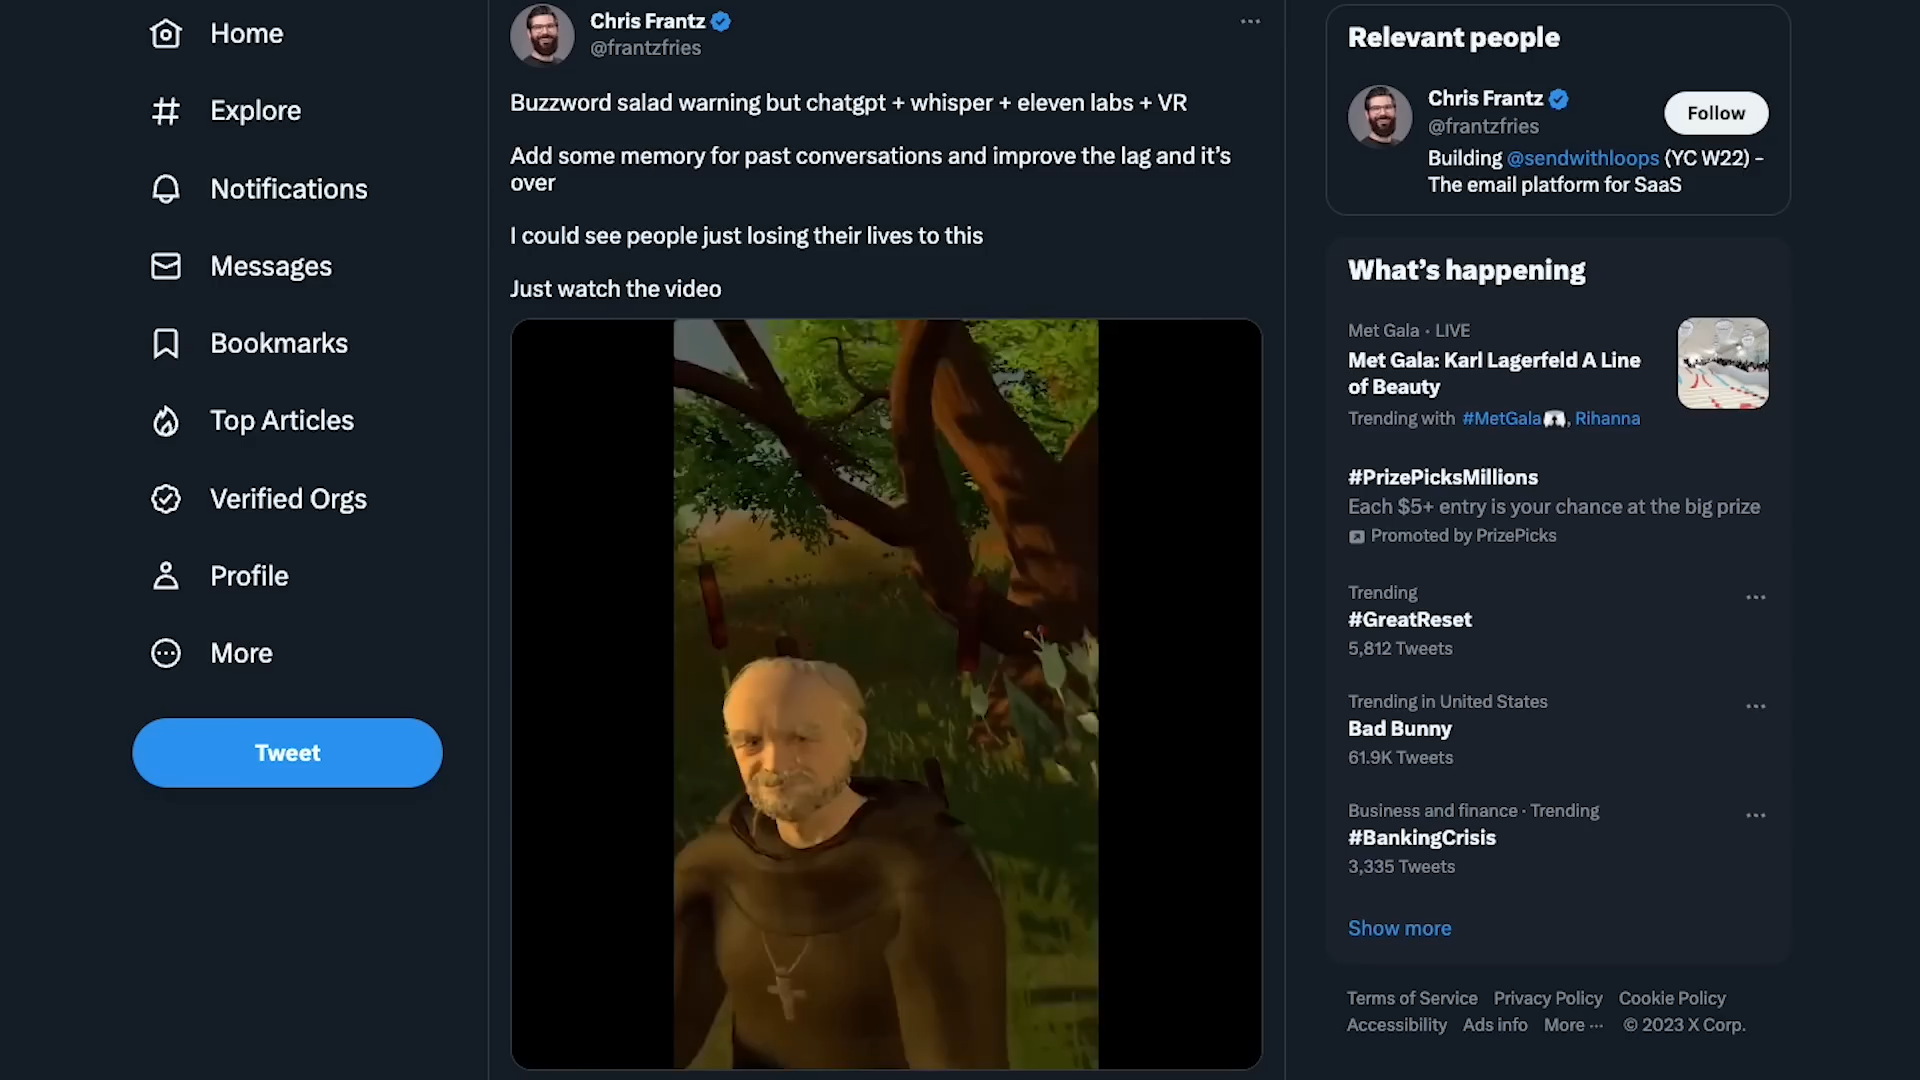 Home
Explore
Notifications
Messages
Bookmarks
Top Articles
Verified Orgs
Profile
More
Tweet
Chris Frantz
@frantzfries
Buzzword salad warning but chatgpt + whisper + eleven labs + VR
Add some memory for past conversations and improve the lag and it’s
over
I could see people just losing their lives to this
Just watch the video
Relevant people
Chris Frantz
@frantzfries
Follow
Building @sendwithloops (YC W22) –
The email platform for SaaS
What’s happening
Met Gala · LIVE
Met Gala: Karl Lagerfeld A Line
of Beauty
Trending with #MetGala, Rihanna
#PrizePicksMillions
Each $5+ entry is your chance at the big prize
Promoted by PrizePicks
Trending
#GreatReset
5,812 Tweets
Trending in United States
Bad Bunny
61.9K Tweets
Business and finance · Trending
#BankingCrisis
3,335 Tweets
Show more
Terms of Service Privacy Policy Cookie Policy
Accessibility Ads info More ··· © 2023 X Corp.